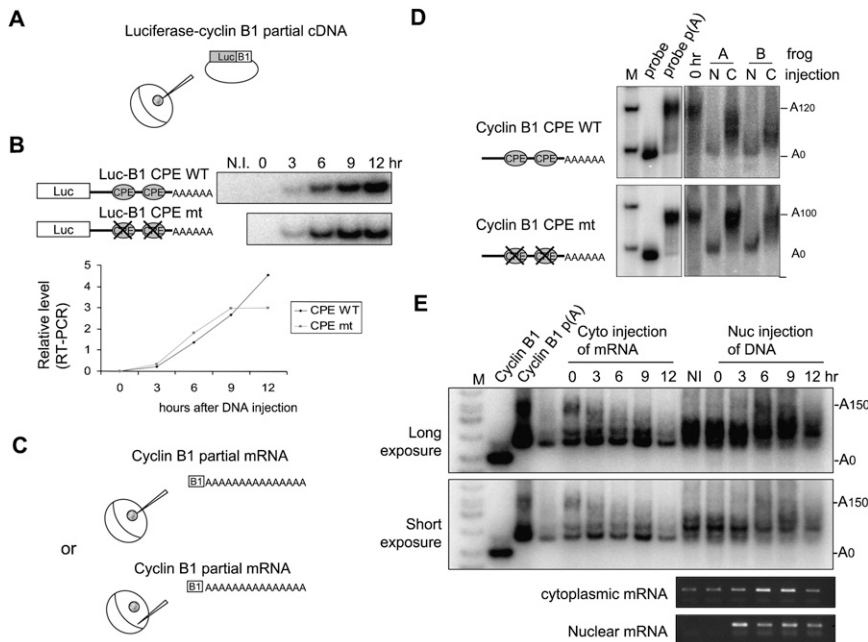 A
Luciferase-cyclin B1 partial cDNA
Luc B1
B
N.I. 0 3 6 9 12 hr
Luc-B1 CPE WT
Luc CPE CPE AAAAAA
Luc-B1 CPE mt
Luc CPE CPE AAAAAA
Relative level
(RT-PCR)
5
4
3
2
1
0
0 3 6 9 12
hours after DNA injection
CPE WT
CPE mt
C
Cyclin B1 partial mRNA
B1 AAAAAAAAAAAAAAA
or
Cyclin B1 partial mRNA
B1 AAAAAAAAAAAAAAA
D
M probe probe p(A) 0 hr
A B frog
N C N C injection
Cyclin B1 CPE WT
CPE CPE AAAAAA
A120
A0
Cyclin B1 CPE mt
CPE CPE AAAAAA
A100
A0
E
M Cyclin B1 Cyclin B1 p(A)
Cyto injection
of mRNA
0 3 6 9 12
Nuc injection
of DNA
NI 0 3 6 9 12 hr
Long
exposure
A150
A0
Short
exposure
A150
A0
cytoplasmic mRNA
Nuclear mRNA